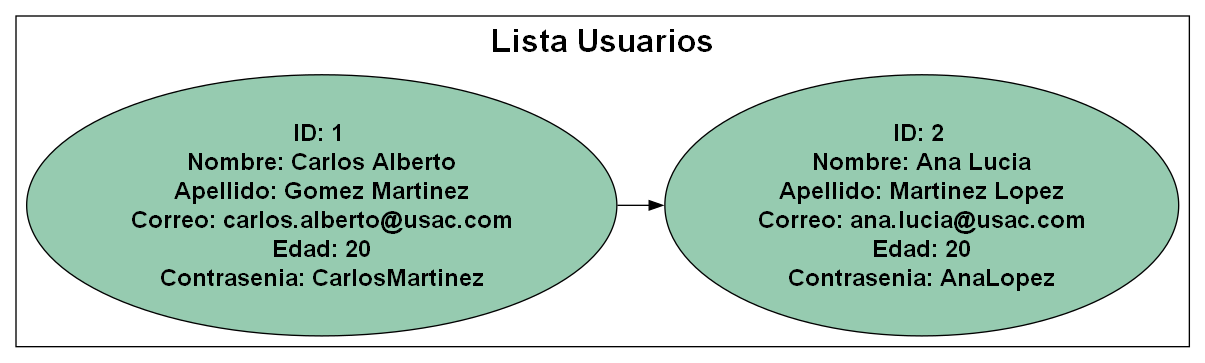 Lista Usuarios
ID: 1
Nombre: Carlos Alberto
Apellido: Gomez Martinez
Correo: carlos.alberto@usac.com
Edad: 20
Contrasenia: CarlosMartinez
ID: 2
Nombre: Ana Lucia
Apellido: Martinez Lopez
Correo: ana.lucia@usac.com
Edad: 20
Contrasenia: AnaLopez